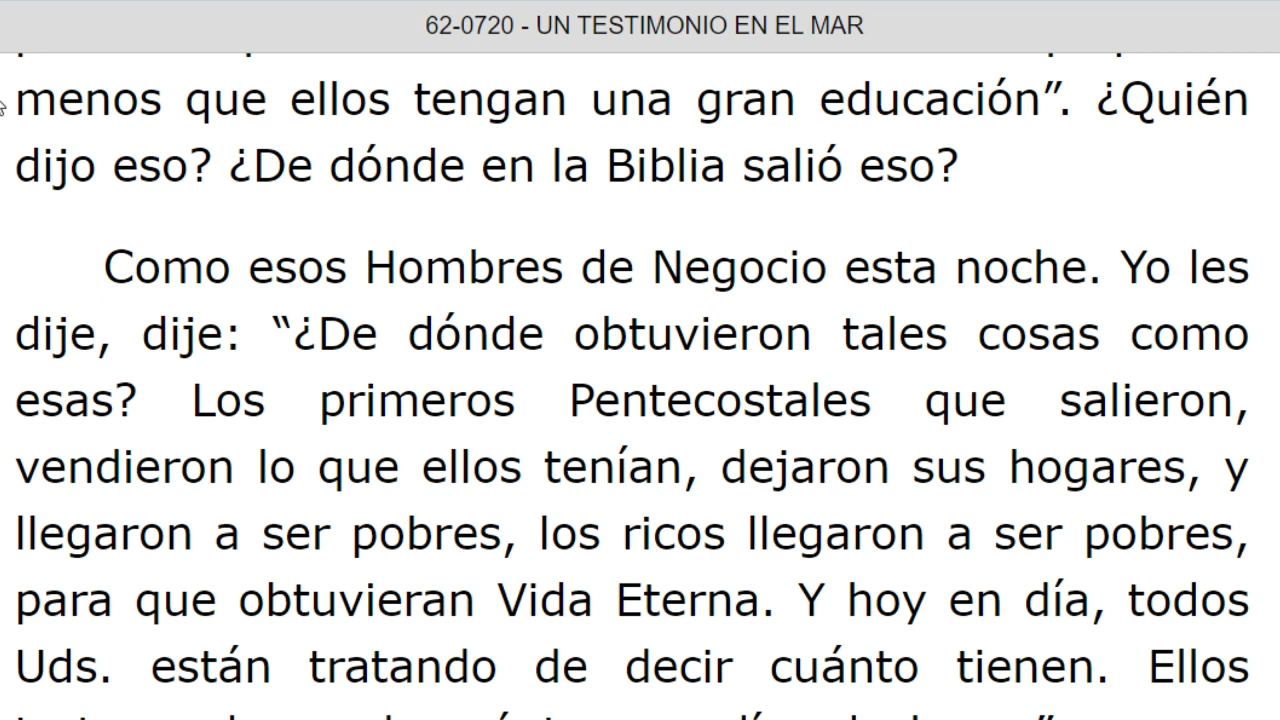 62-0720 - UN TESTIMONIO EN EL MAR
menos que ellos tengan una gran educación”. ¿Quién
dijo eso? ¿De dónde en la Biblia salió eso?
Como esos Hombres de Negocio esta noche. Yo les
dije, dije: “¿De dónde obtuvieron tales cosas como
esas? Los primeros Pentecostales que salieron,
vendieron lo que ellos tenían, dejaron sus hogares, y
llegaron a ser pobres, los ricos llegaron a ser pobres,
para que obtuvieran Vida Eterna. Y hoy en día, todos
Uds. están tratando de decir cuánto tienen. Ellos